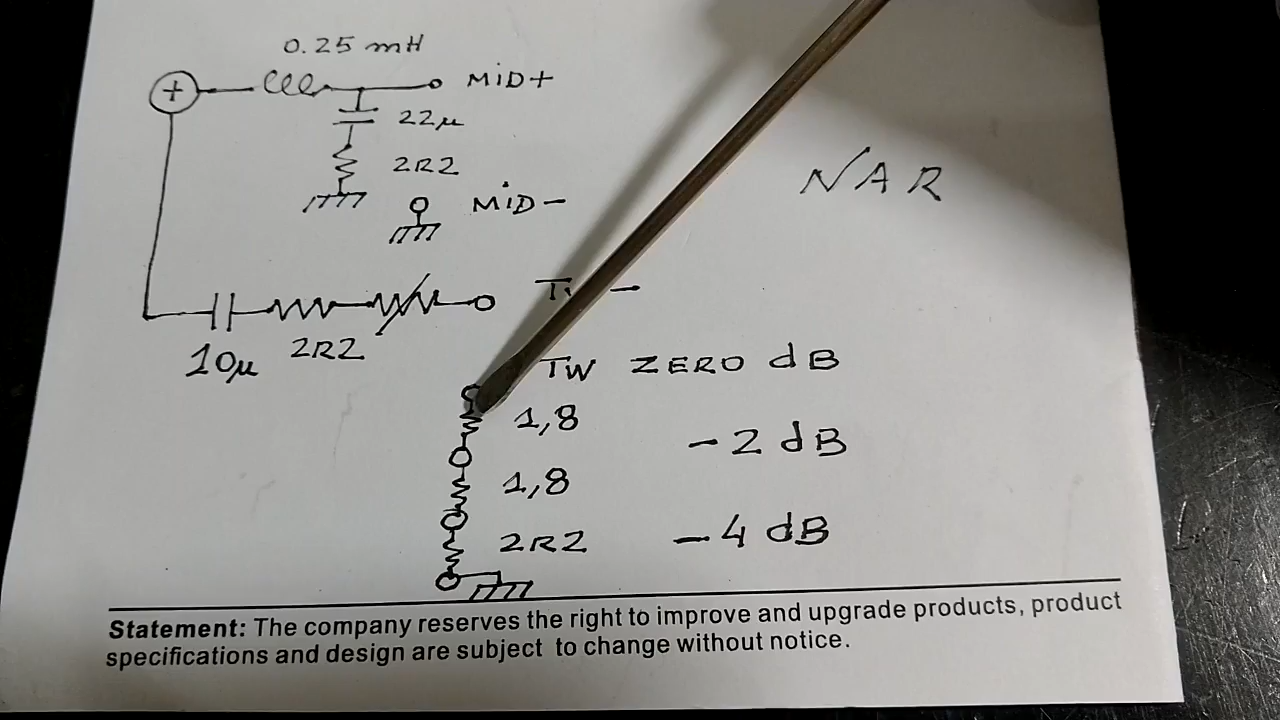 0.25 mH
+ MID+
22µ
2R2
NAR
MID-
10µ 2R2
TW ZERO dB
1,8
-2 dB
1,8
2R2 -4 dB
Statement: The company reserves the right to improve and upgrade products, product
specifications and design are subject to change without notice.